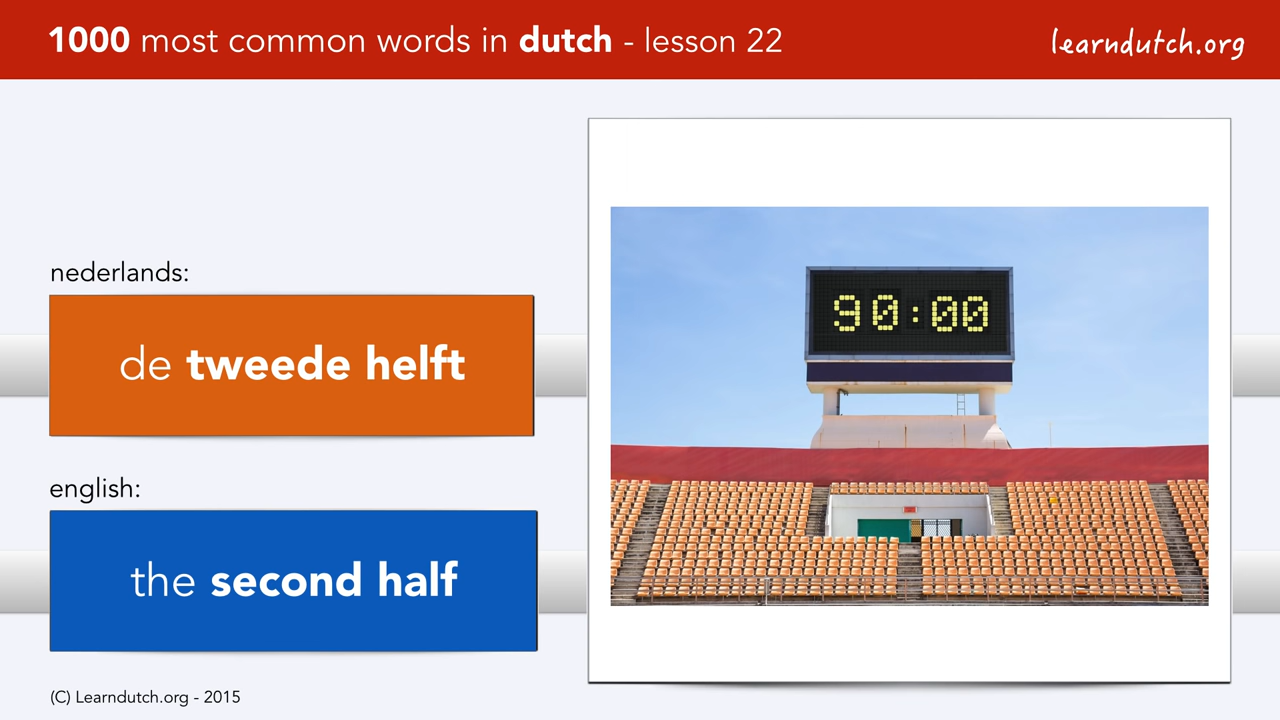 1000 most common words in dutch - lesson 22
learndutch.org
nederlands:
de tweede helft
english:
the second half
90:00
(C) Learndutch.org - 2015